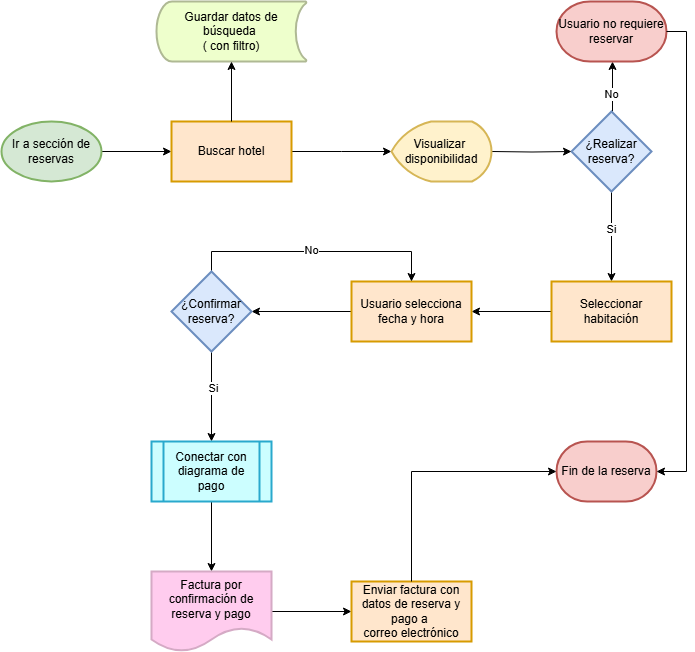 Guardar datos de
búsqueda
( con filtro)
Usuario no requiere
reservar
No
Ir a sección de
reservas
Buscar hotel
Visualizar
disponibilidad
¿Realizar
reserva?
Si
No
¿Confirmar
reserva?
Usuario selecciona
fecha y hora
Seleccionar
habitación
Si
Conectar con
diagrama de
pago
Fin de la reserva
Factura por
confirmación de
reserva y pago
Enviar factura con
datos de reserva y
pago a
correo electrónico